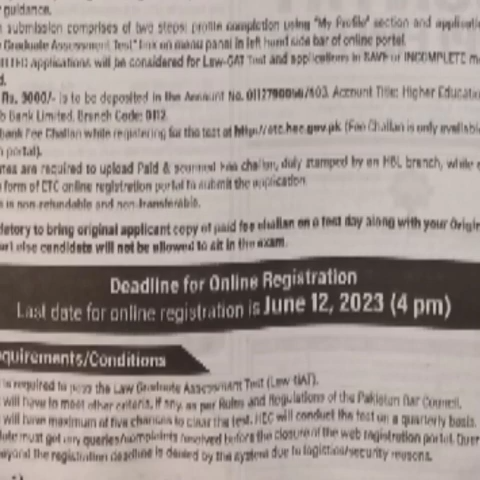 guidance.
submission comprises of two steps: profile completion using "My Profile" section and applicatio
Graduate Assessment Test" link on menu panel in left hand side bar of online portal.
applications will be considered for Law-GAT Test and applications in SAVE or INCOMPLETE m
d.
Rs. 3000/- is to be deposited in the Account No. Account Title: Higher Educatio
b Bank Limited. Branch Code: 0112
Bank Fee Challan while registering for the test at http://etc.hec.gov.pk (Fee Challan is only available
portal).
tes are required to upload Paid & scanned Fee challan, duly stamped by an HBL branch, while
form of ETC online registration portal to submit the application
is non-refundable and non-transferable.
datory to bring original applicant copy of paid fee challan on a test day along with your Origin
else candidate will not be allowed to sit in the exam.
Deadline for Online Registration
Last date for online registration is June 12, 2023 (4 pm)
quirements/Conditions
is required to pass the Law Graduate Assessment Test (Law GAT).
will have to meet other criteria, if any, as per Rules and Regulations of the Pakistan Bar Council.
will have maximum of five chances to clear the test. HEC will conduct the test on a quarterly basis.
must get any queries/complaints resolved before the closure of the web registration portal. Quer
eyond the registration deadline is denied by the system due to logistics/security reasons.